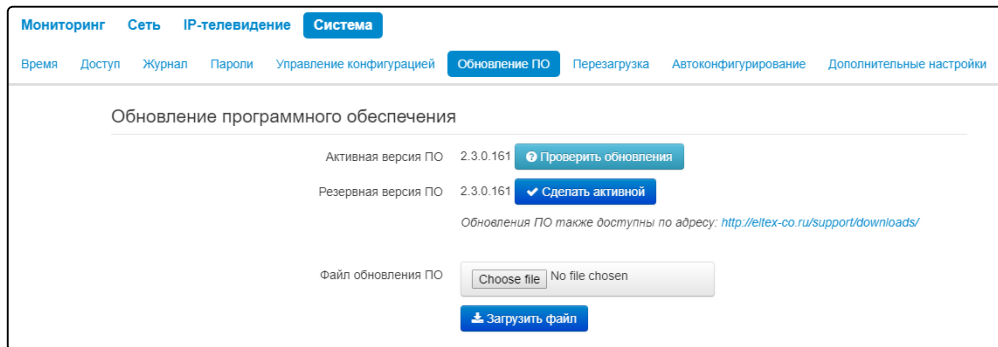 Мониторинг Сеть IP-телевидение Система
Время Доступ Журнал Пароли Управление конфигурацией Обновление ПО Перезагрузка Автоконфигурирование Дополнительные настройки
Обновление программного обеспечения
Активная версия ПО 2.3.0.161 Проверить обновления
Резервная версия ПО 2.3.0.161 Сделать активной
Обновления ПО также доступны по адресу: http://eltex-co.ru/support/downloads/
Файл обновления ПО Choose file No file chosen
Загрузить файл